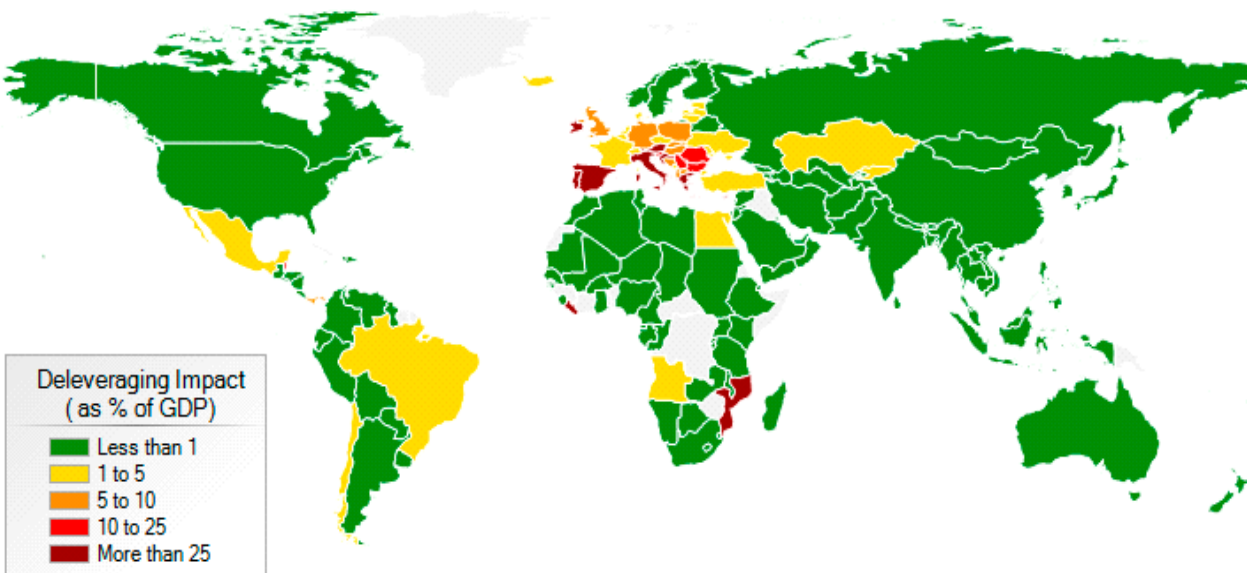 Deleveraging Impact
( as % of GDP)
Less than 1
1 to 5
5 to 10
10 to 25
More than 25